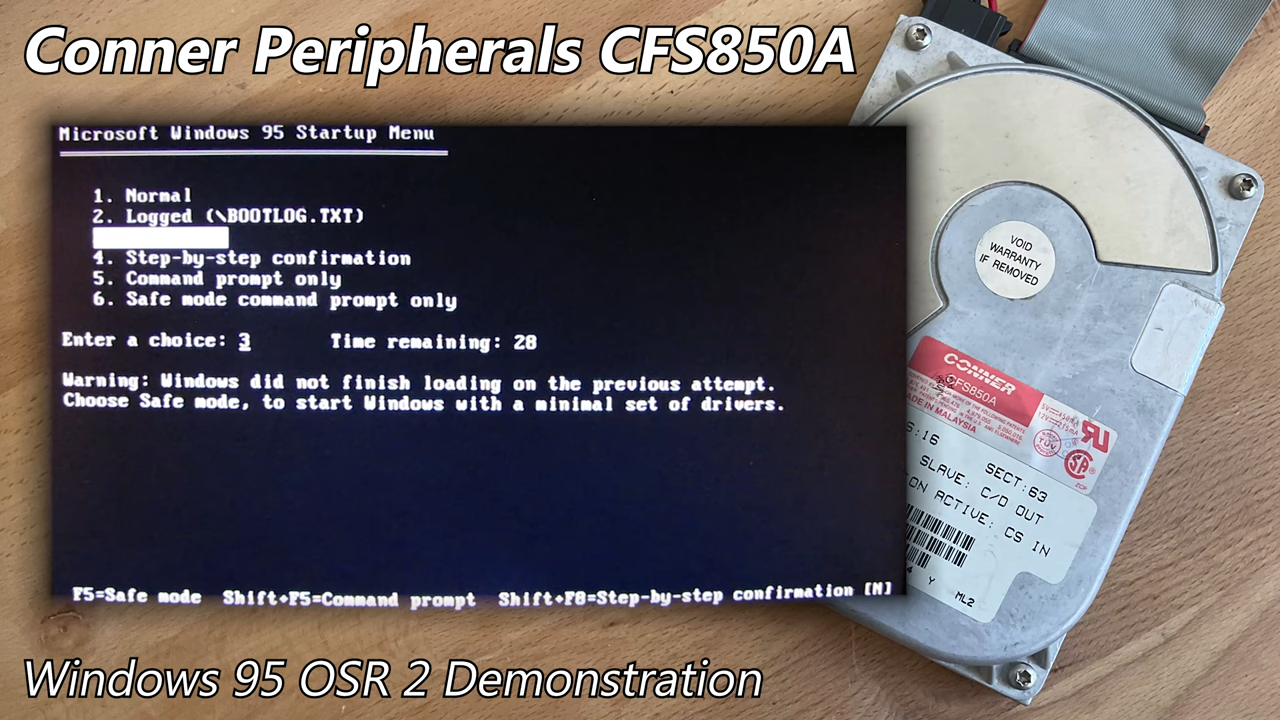 Conner Peripherals CFS850A
Microsoft Windows 95 Startup Menu
1. Normal
2. Logged (\BOOTLOG.TXT)
4. Step-by-step confirmation
5. Command prompt only
6. Safe mode command prompt only
Enter a choice: 3 Time remaining: 28
Warning: Windows did not finish loading on the previous attempt.
Choose Safe mode, to start Windows with a minimal set of drivers.
F5=Safe mode Shift+F5=Command prompt Shift+F8=Step-by-step confirmation [N]
Windows 95 OSR 2 Demonstration
VOID
WARRANTY
IF REMOVED
CONNER
CFS850A
MADE IN MALAYSIA
TUV
S:16 SECT:63
SLAVE: C/D OUT
ON ACTIVE: CS IN
4 Y ML2